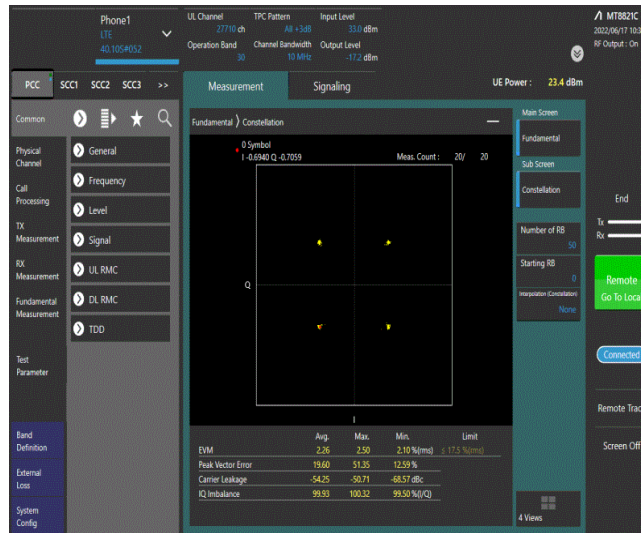 Phone1
LTE
40.105#052
UL Channel
27710 ch
TPC Pattern
All +3dB
Input Level
33.0 dBm
Operation Band
30
Channel Bandwidth
10 MHz
Output Level
-17.2 dBm
MT8821C
2022/06/17 10:3
RF Output : On
PCC
SCC1
SCC2
SCC3
>>
Measurement
Signaling
UE Power : 23.4 dBm
Common
Physical
Channel
Call
Processing
TX
Measurement
RX
Measurement
Fundamental
Measurement
Test
Parameter
Band
Definition
External
Loss
System
Config
General
Frequency
Level
Signal
UL RMC
DL RMC
TDD
Fundamental > Constellation
0 Symbol
I -0.6940 Q -0.7059
Meas. Count : 20/ 20
Q
I
Avg. Max. Min. Limit
EVM 2.26 2.50 2.10 %(rms) ≤ 17.5 %(rms)
Peak Vector Error 19.60 51.35 12.59 %
Carrier Leakage -54.25 -50.71 -68.57 dBc
IQ Imbalance 99.93 100.32 99.50 %(I/Q)
Main Screen
Fundamental
Sub Screen
Constellation
Number of RB
50
Starting RB
0
Interpolation (Constellation)
None
4 Views
End
Tx
Rx
Remote
Go To Loca
Connected
Remote Trac
Screen Off